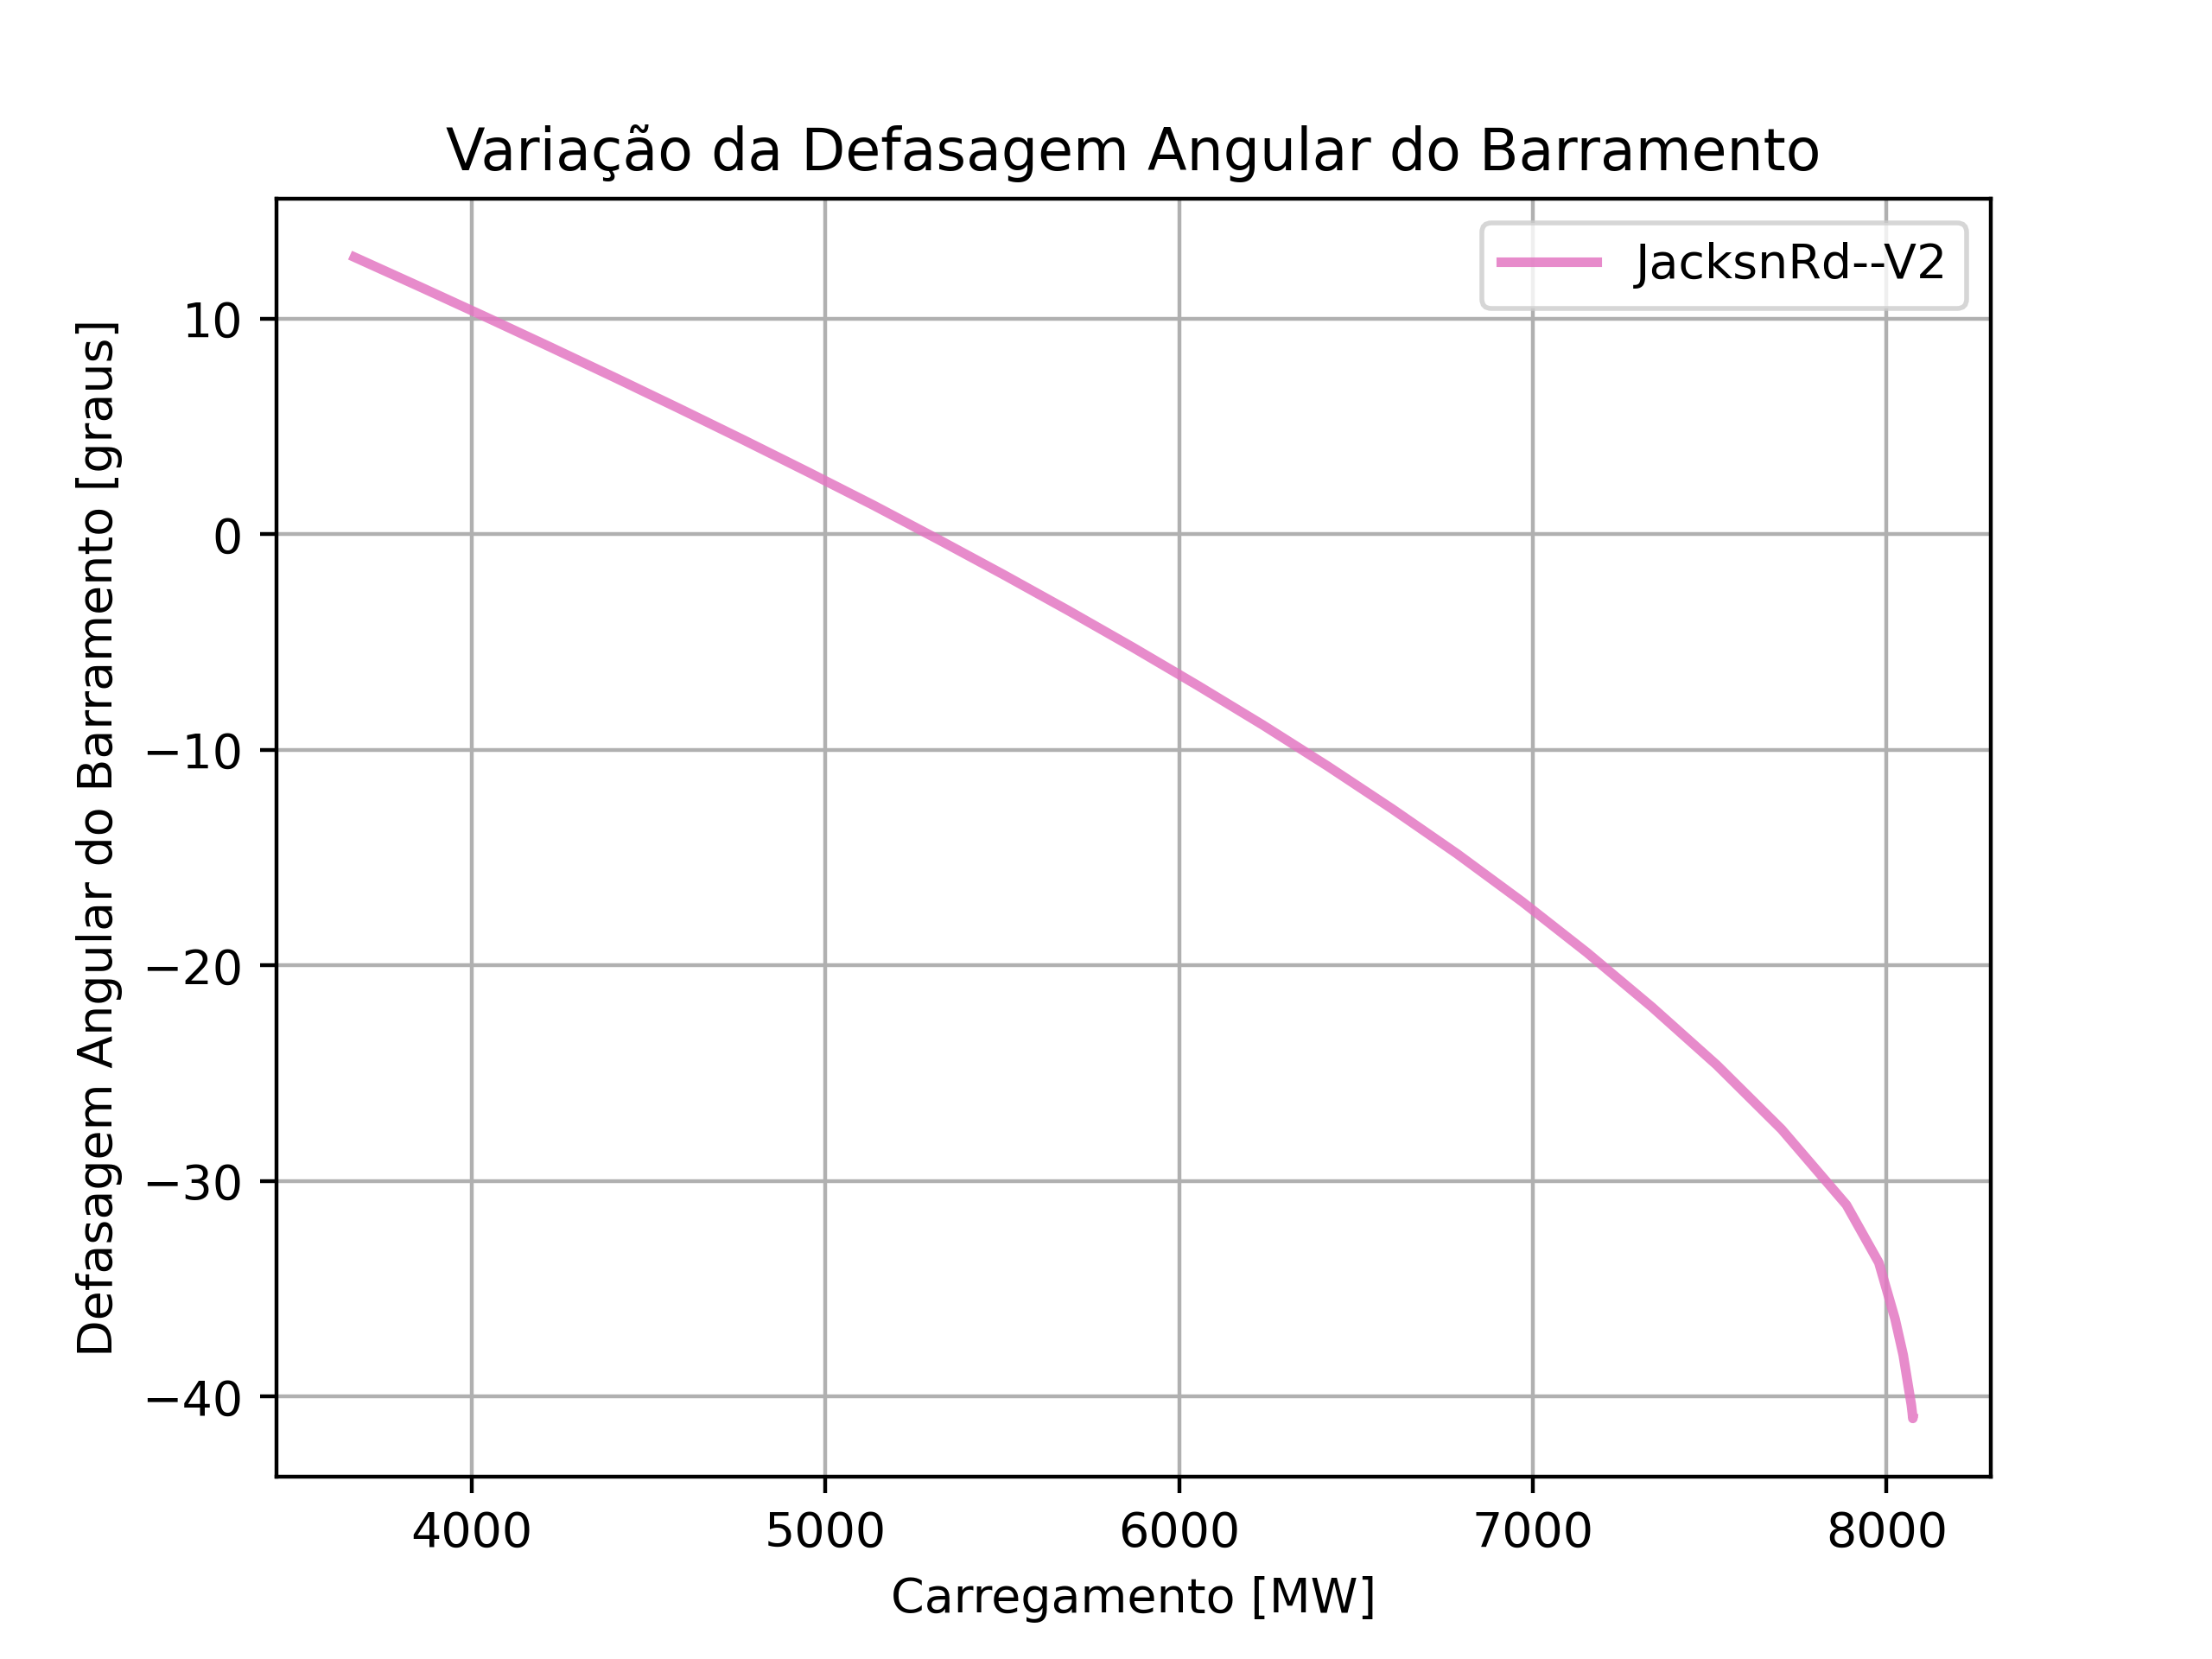 Variação da Defasagem Angular do Barramento
JacksnRd--V2
Defasagem Angular do Barramento [graus]
10
0
−10
−20
−30
−40
4000 5000 6000 7000 8000
Carregamento [MW]